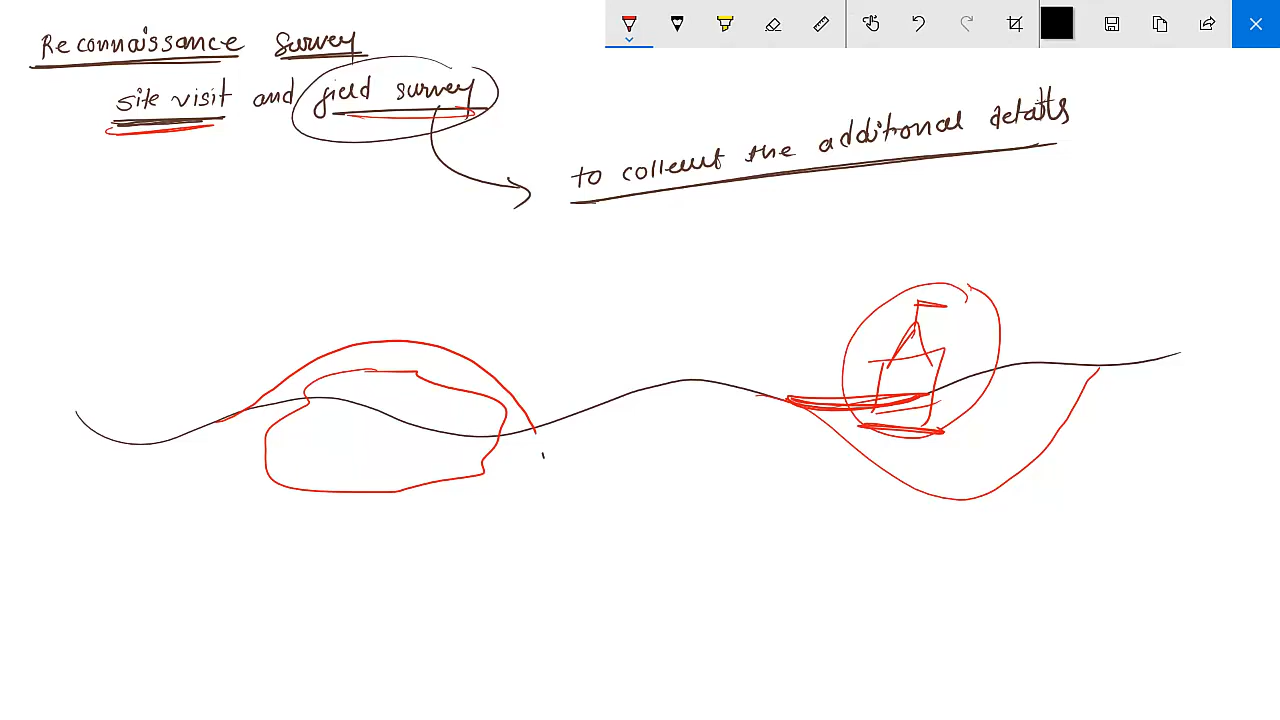 Reconnaissance Survey
site visit and field survey
to collect the additional details